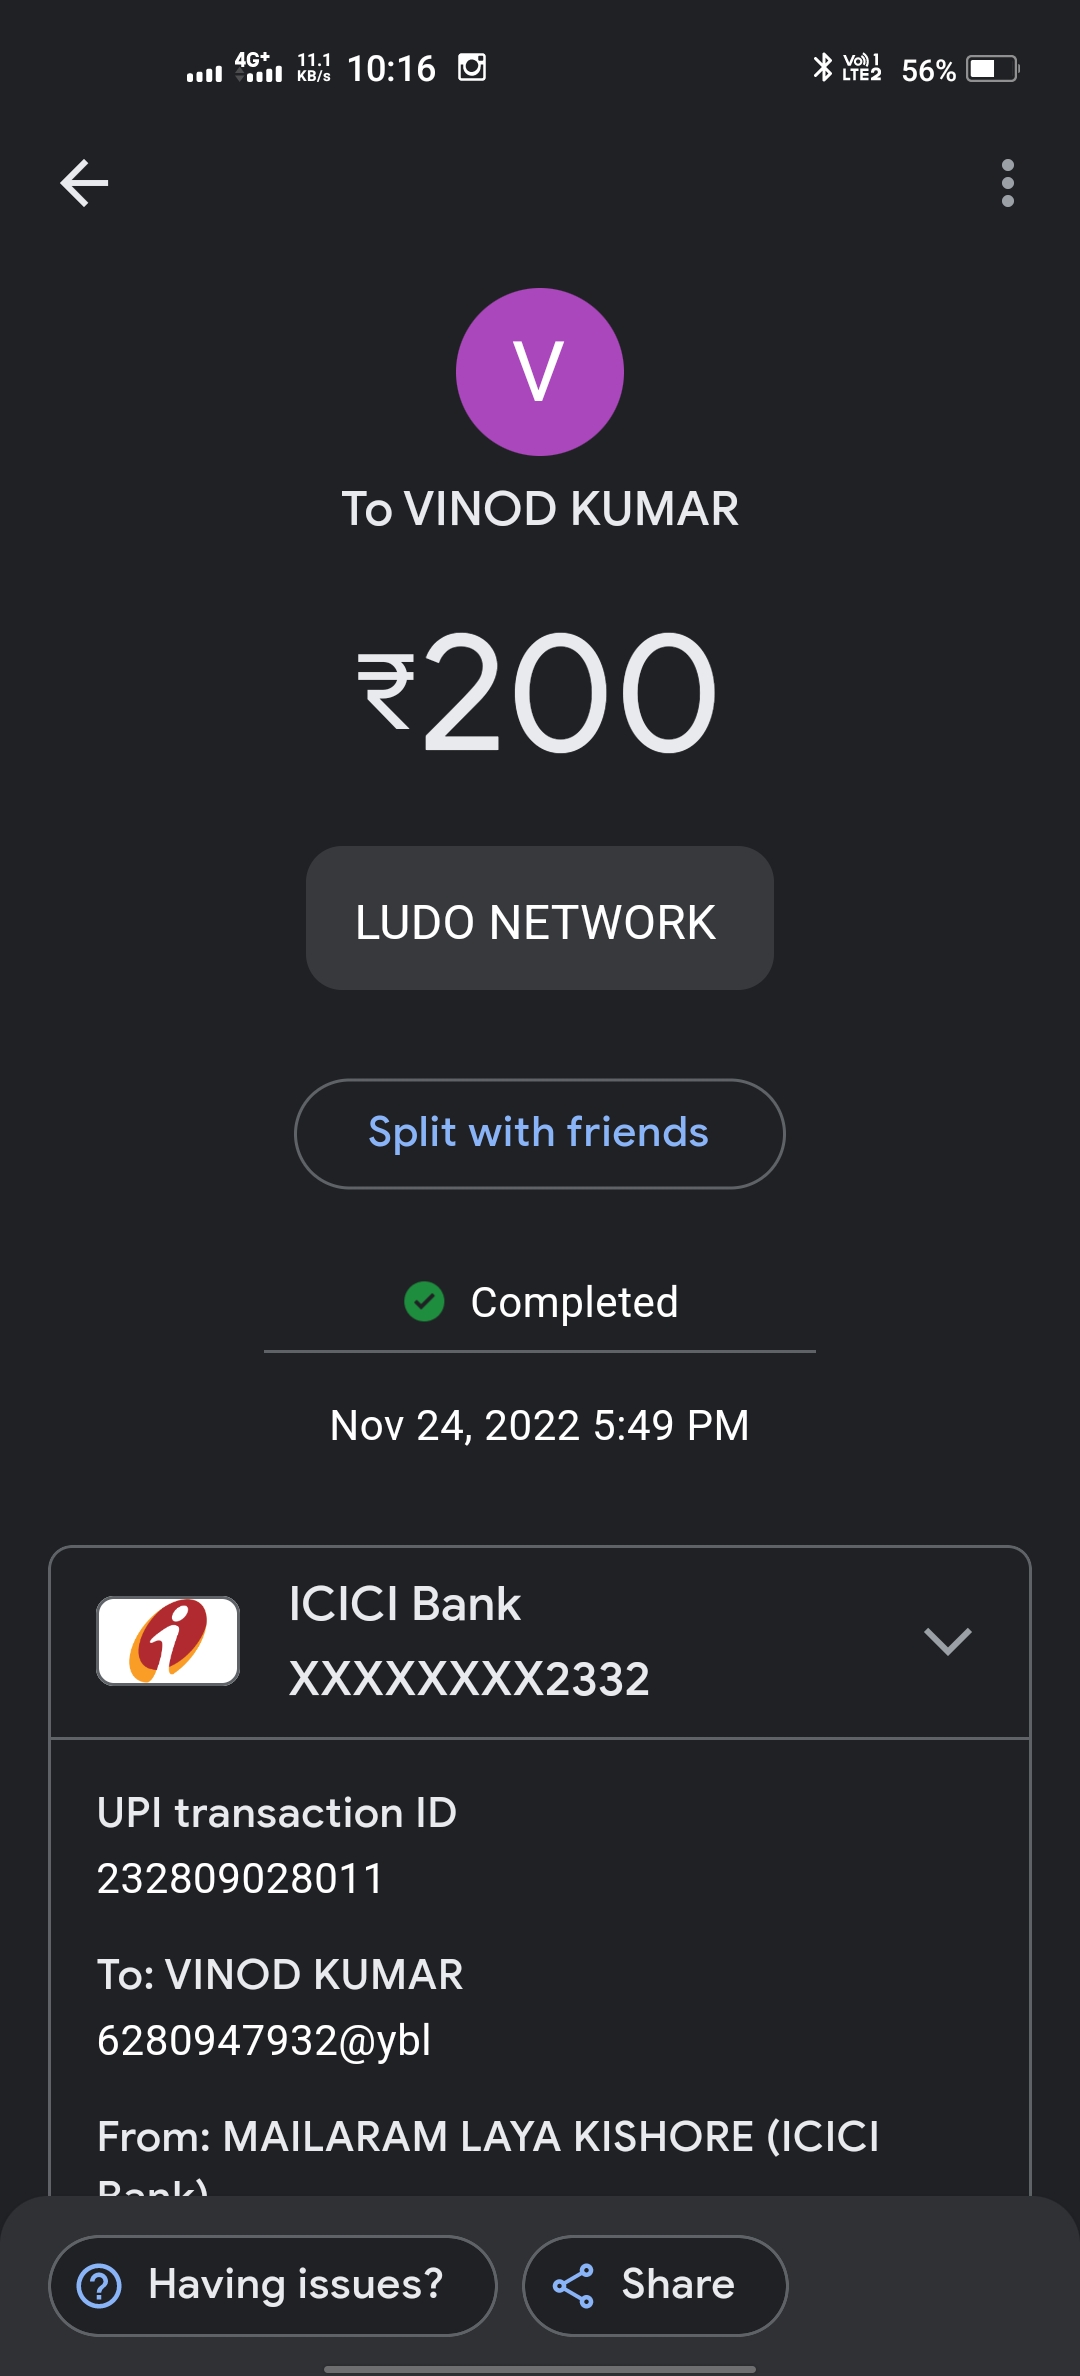 4G+ 11.1 KB/s 10:16 Vo)) 1 LTE2 56%
V
To VINOD KUMAR
₹200
LUDO NETWORK
Split with friends
Completed
Nov 24, 2022 5:49 PM
ICICI Bank
XXXXXXXX2332
UPI transaction ID
232809028011
To: VINOD KUMAR
6280947932@ybl
From: MAILARAM LAYA KISHORE (ICICI
Bank)
Having issues? Share